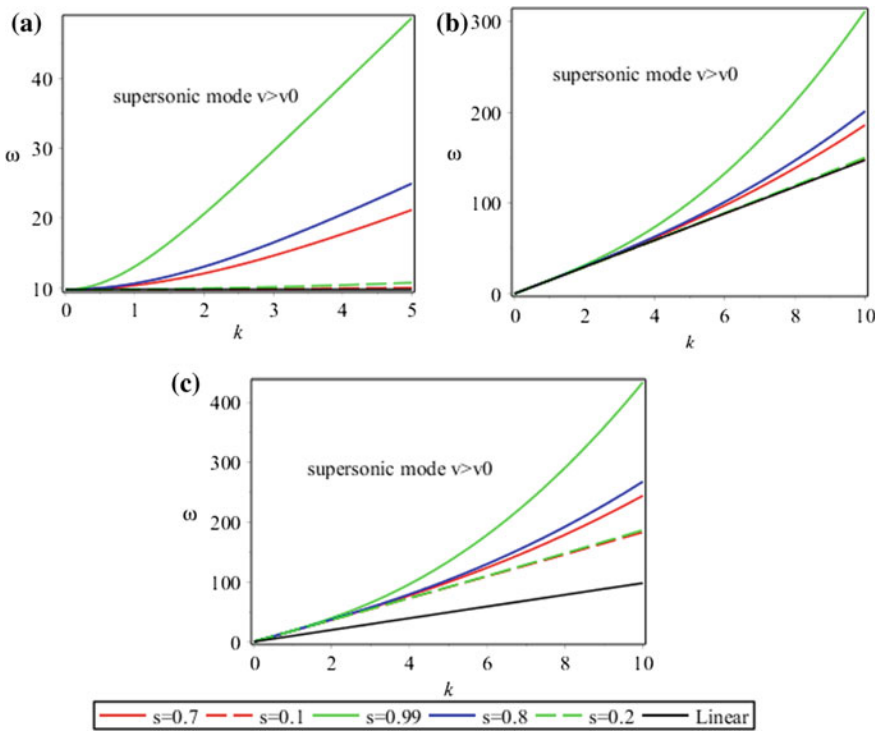 (a)
40
30
20
10
ω
supersonic mode v>v0
0 1 2 3 4 5
k
(b)
300
200
100
0
ω
supersonic mode v>v0
0 2 4 6 8 10
k
(c)
400
300
200
100
0
ω
supersonic mode v>v0
0 2 4 6 8 10
k
s=0.7 s=0.1 s=0.99 s=0.8 s=0.2 Linear